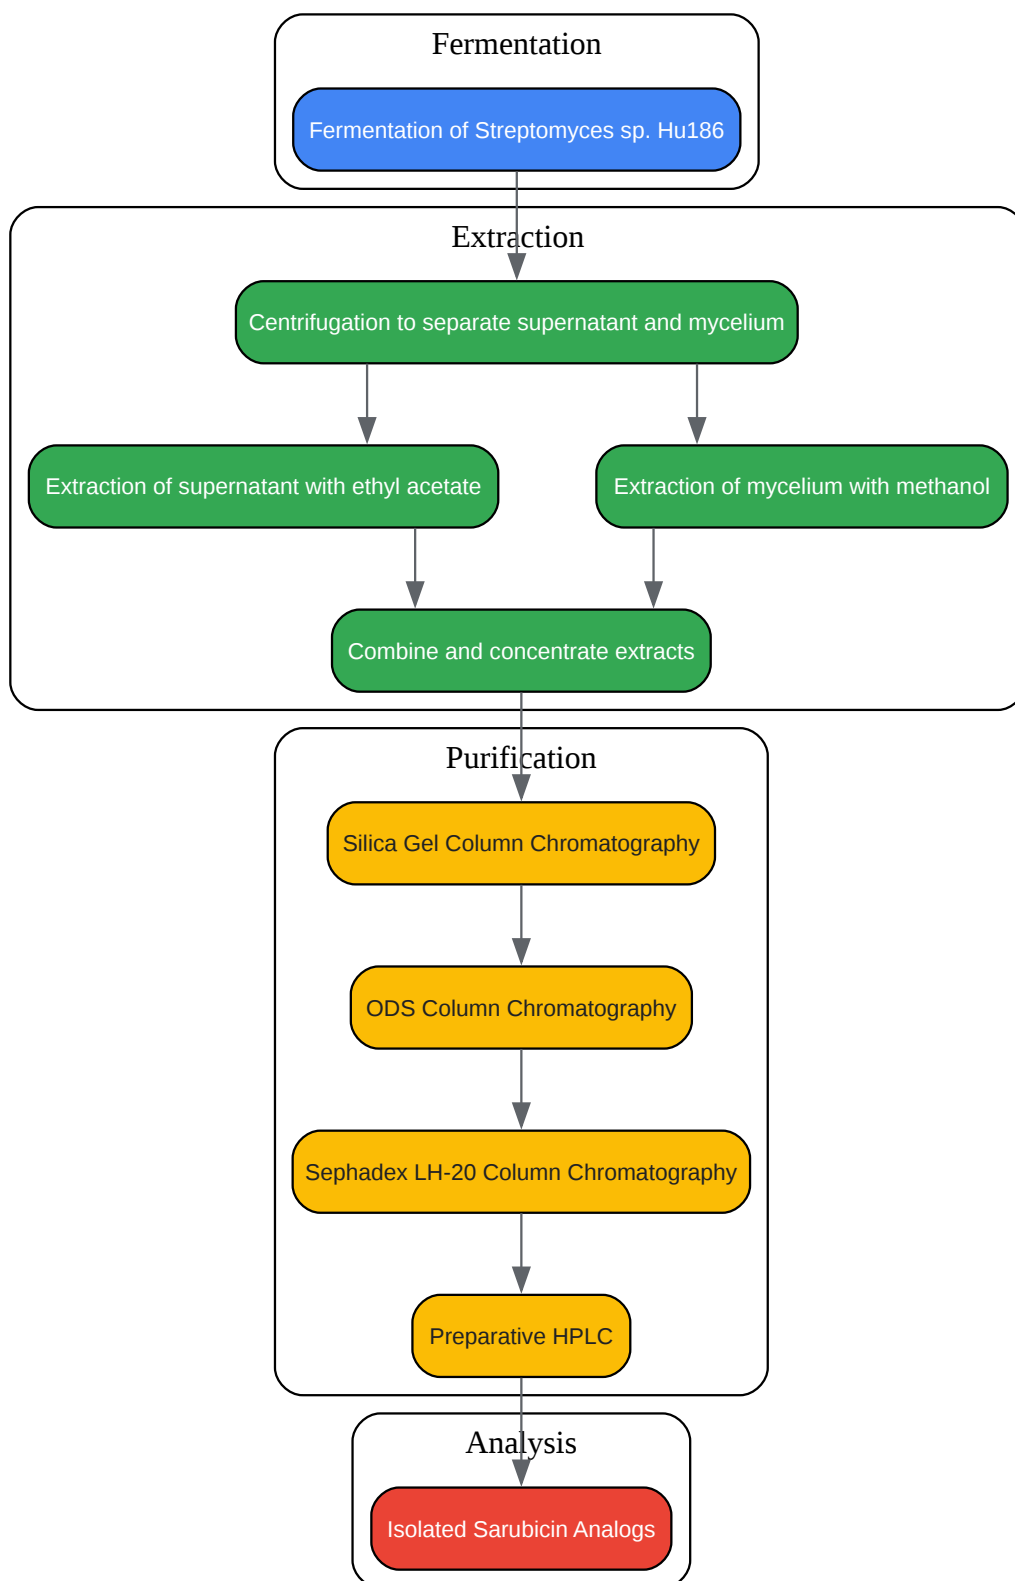 Fermentation
Fermentation of Streptomyces sp. Hu186
Extraction
Centrifugation to separate supernatant and mycelium
Extraction of supernatant with ethyl acetate
Extraction of mycelium with methanol
Combine and concentrate extracts
Purification
Silica Gel Column Chromatography
ODS Column Chromatography
Sephadex LH-20 Column Chromatography
Preparative HPLC
Analysis
Isolated Sarubicin Analogs